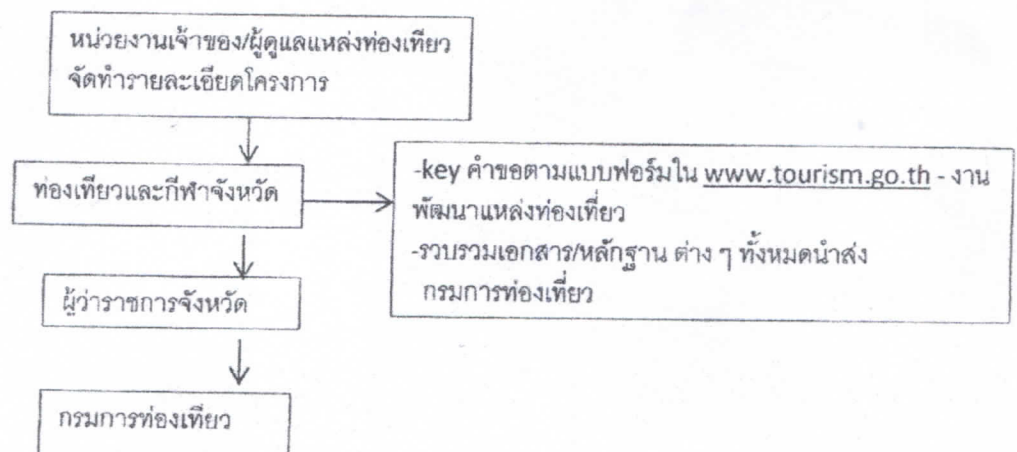 หน่วยงานเจ้าของ/ผู้ดูแลแหล่งท่องเที่ยว
จัดทำรายละเอียดโครงการ
ท่องเที่ยวและกีฬาจังหวัด
-key คำขอตามแบบฟอร์มใน www.tourism.go.th - งาน
พัฒนาแหล่งท่องเที่ยว
-รวบรวมเอกสาร/หลักฐาน ต่าง ๆ ทั้งหมดนำส่ง
กรมการท่องเที่ยว
ผู้ว่าราชการจังหวัด
กรมการท่องเที่ยว